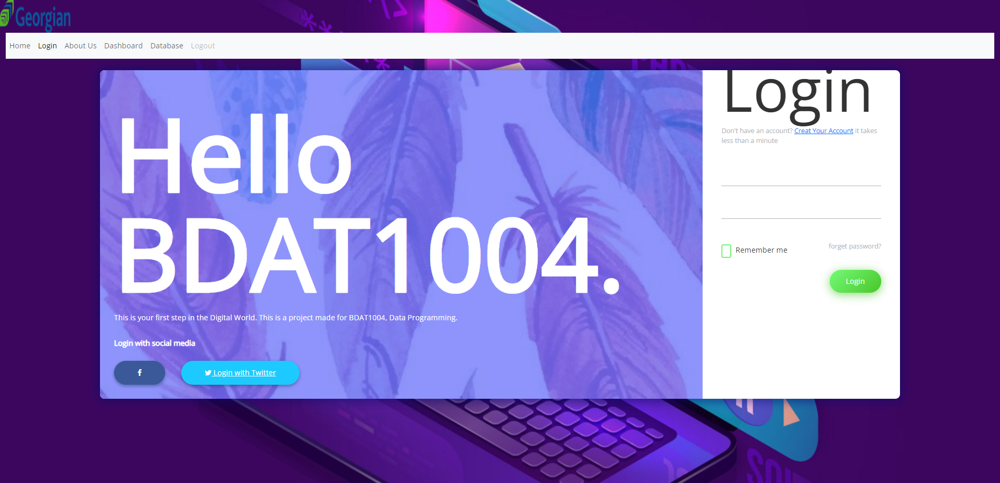 Georgian
Home Login About Us Dashboard Database Logout
Login
Don't have an account? Creat Your Account it takes
less than a minute
Hello
BDAT1004.
Remember me
forget password?
Login
This is your first step in the Digital World. This is a project made for BDAT1004, Data Programming.
Login with social media
Login with Twitter